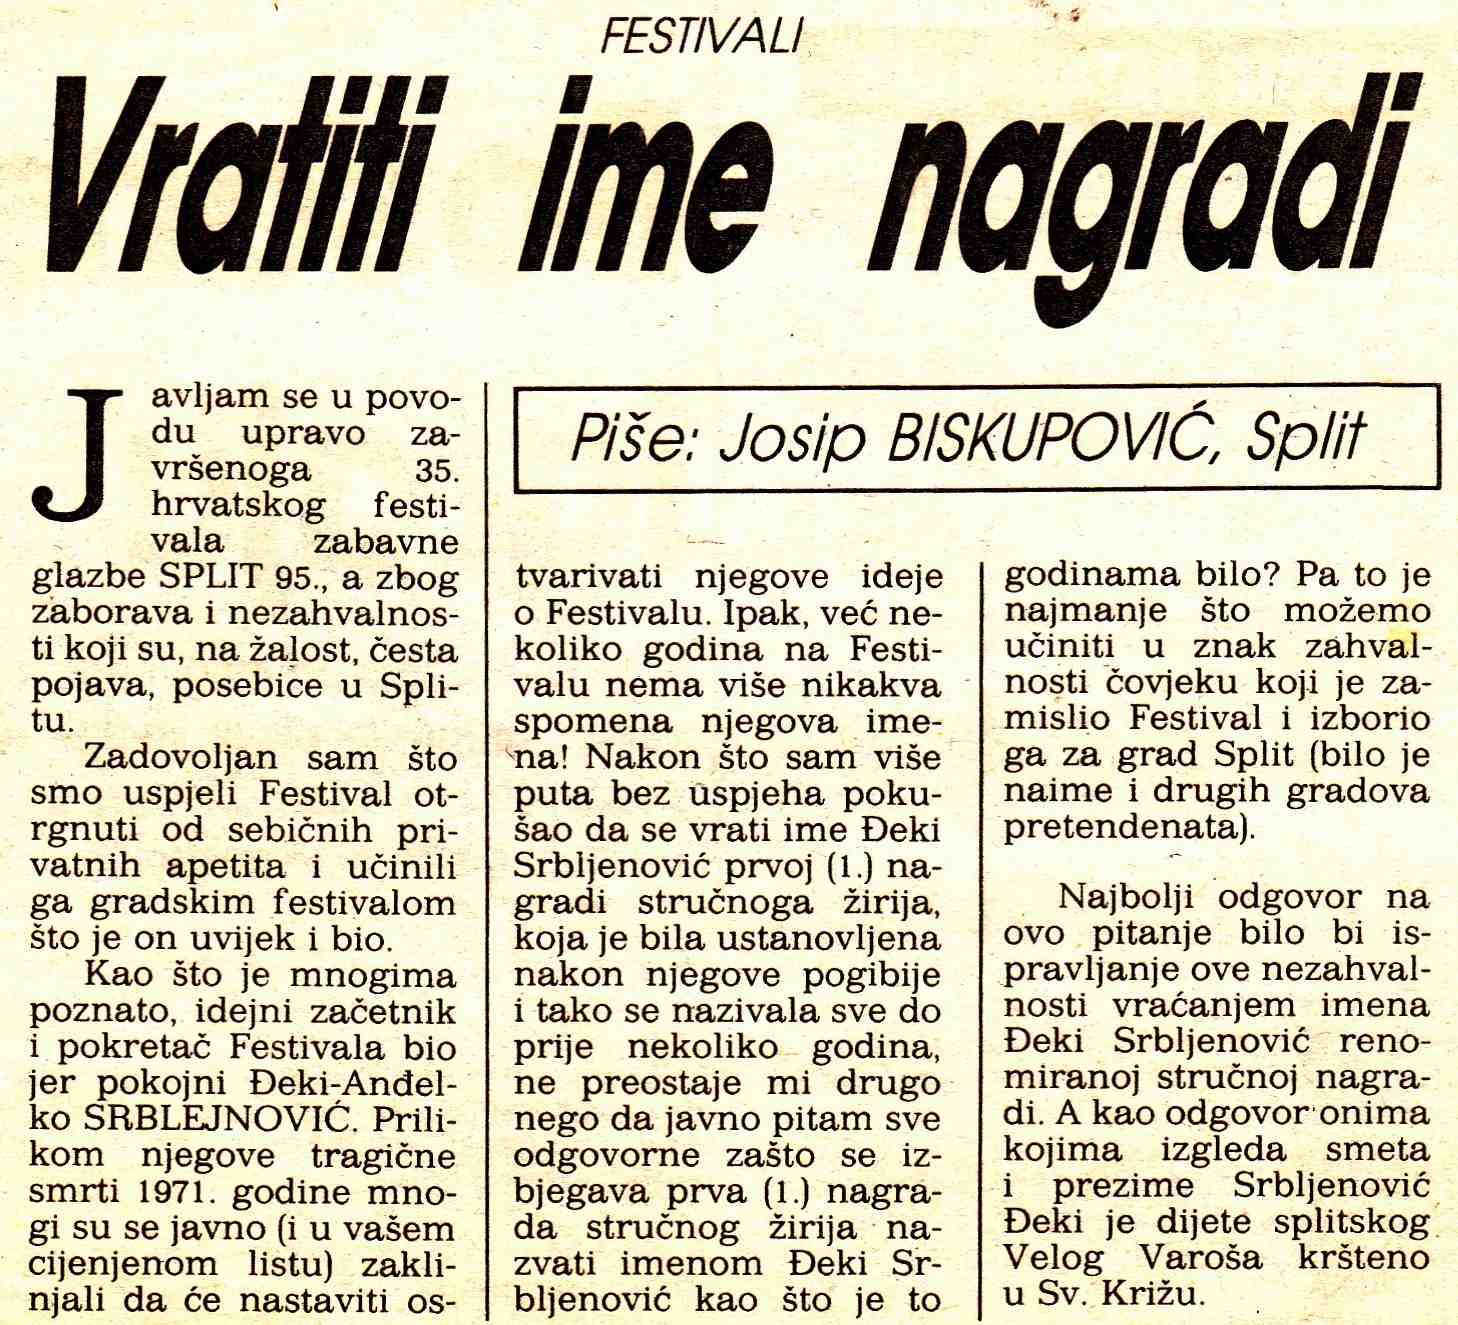 FESTIVALI
Vratiti ime nagradi
Piše: Josip BISKUPOVIĆ, Split
Javljam se u povo-
du upravo za-
vršenoga 35.
hrvatskog festi-
vala zabavne
glazbe SPLIT 95., a zbog
zaborava i nezahvalnos-
ti koji su, na žalost, česta
pojava, posebice u Spli-
tu.
Zadovoljan sam što
smo uspjeli Festival ot-
rgnuti od sebičnih pri-
vatnih apetita i učinili
ga gradskim festivalom
što je on uvijek i bio.
Kao što je mnogima
poznato, idejni začetnik
i pokretač Festivala bio
jer pokojni Đeki-Anđel-
ko SRBLEJNOVIĆ. Prili-
kom njegove tragične
smrti 1971. godine mno-
gi su se javno (i u vašem
cijenjenom listu) zakli-
njali da će nastaviti os-
tvarivati njegove ideje
o Festivalu. Ipak, već ne-
koliko godina na Festi-
valu nema više nikakva
spomena njegova ime-
na! Nakon što sam više
puta bez uspjeha poku-
šao da se vrati ime Đeki
Srbljenović prvoj (1.) na-
gradi stručnoga žirija,
koja je bila ustanovljena
nakon njegove pogibije
i tako se nazivala sve do
prije nekoliko godina,
ne preostaje mi drugo
nego da javno pitam sve
odgovorne zašto se iz-
bjegava prva (1.) nagra-
da stručnog žirija na-
zvati imenom Đeki Sr-
bljenović kao što je to
godinama bilo? Pa to je
najmanje što možemo
učiniti u znak zahval-
nosti čovjeku koji je za-
mislio Festival i izborio
ga za grad Split (bilo je
naime i drugih gradova
pretendenata).
Najbolji odgovor na
ovo pitanje bilo bi is-
pravljanje ove nezahval-
nosti vraćanjem imena
Đeki Srbljenović reno-
miranoj stručnoj nagra-
di. A kao odgovor onima
kojima izgleda smeta
i prezime Srbljenović
Đeki je dijete splitskog
Velog Varoša kršteno
u Sv. Križu.